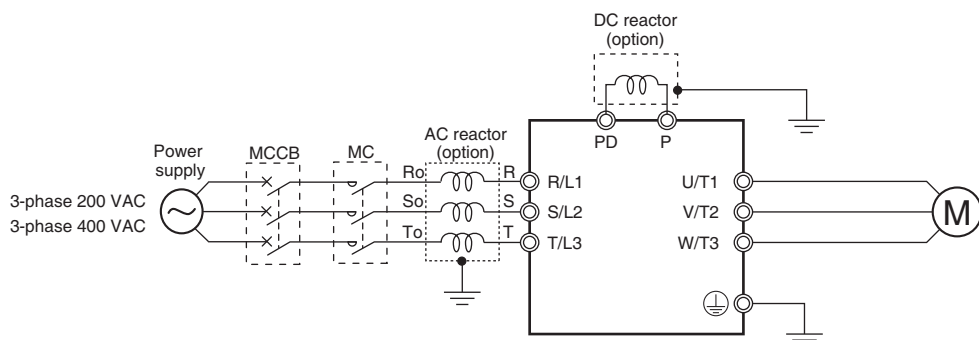 DC reactor
(option)
PD
P
AC reactor
(option)
Power
supply
MCCB
MC
3-phase 200 VAC
3-phase 400 VAC
Ro
R
R/L1
U/T1
So
S
S/L2
V/T2
To
T
T/L3
W/T3
M